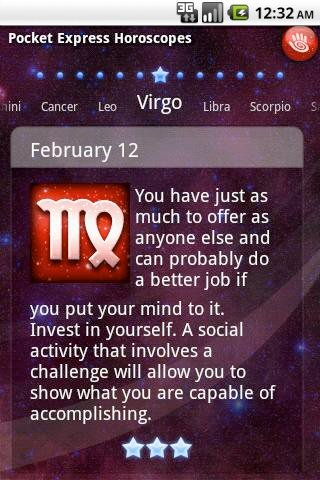 3G
12:32 AM
Pocket Express Horoscopes
mini
Cancer
Leo
Virgo
Libra
Scorpio
S
February 12
You have just as
much to offer as
anyone else and
can probably do
a better job if
you put your mind to it.
Invest in yourself. A social
activity that involves a
challenge will allow you to
show what you are capable of
accomplishing.